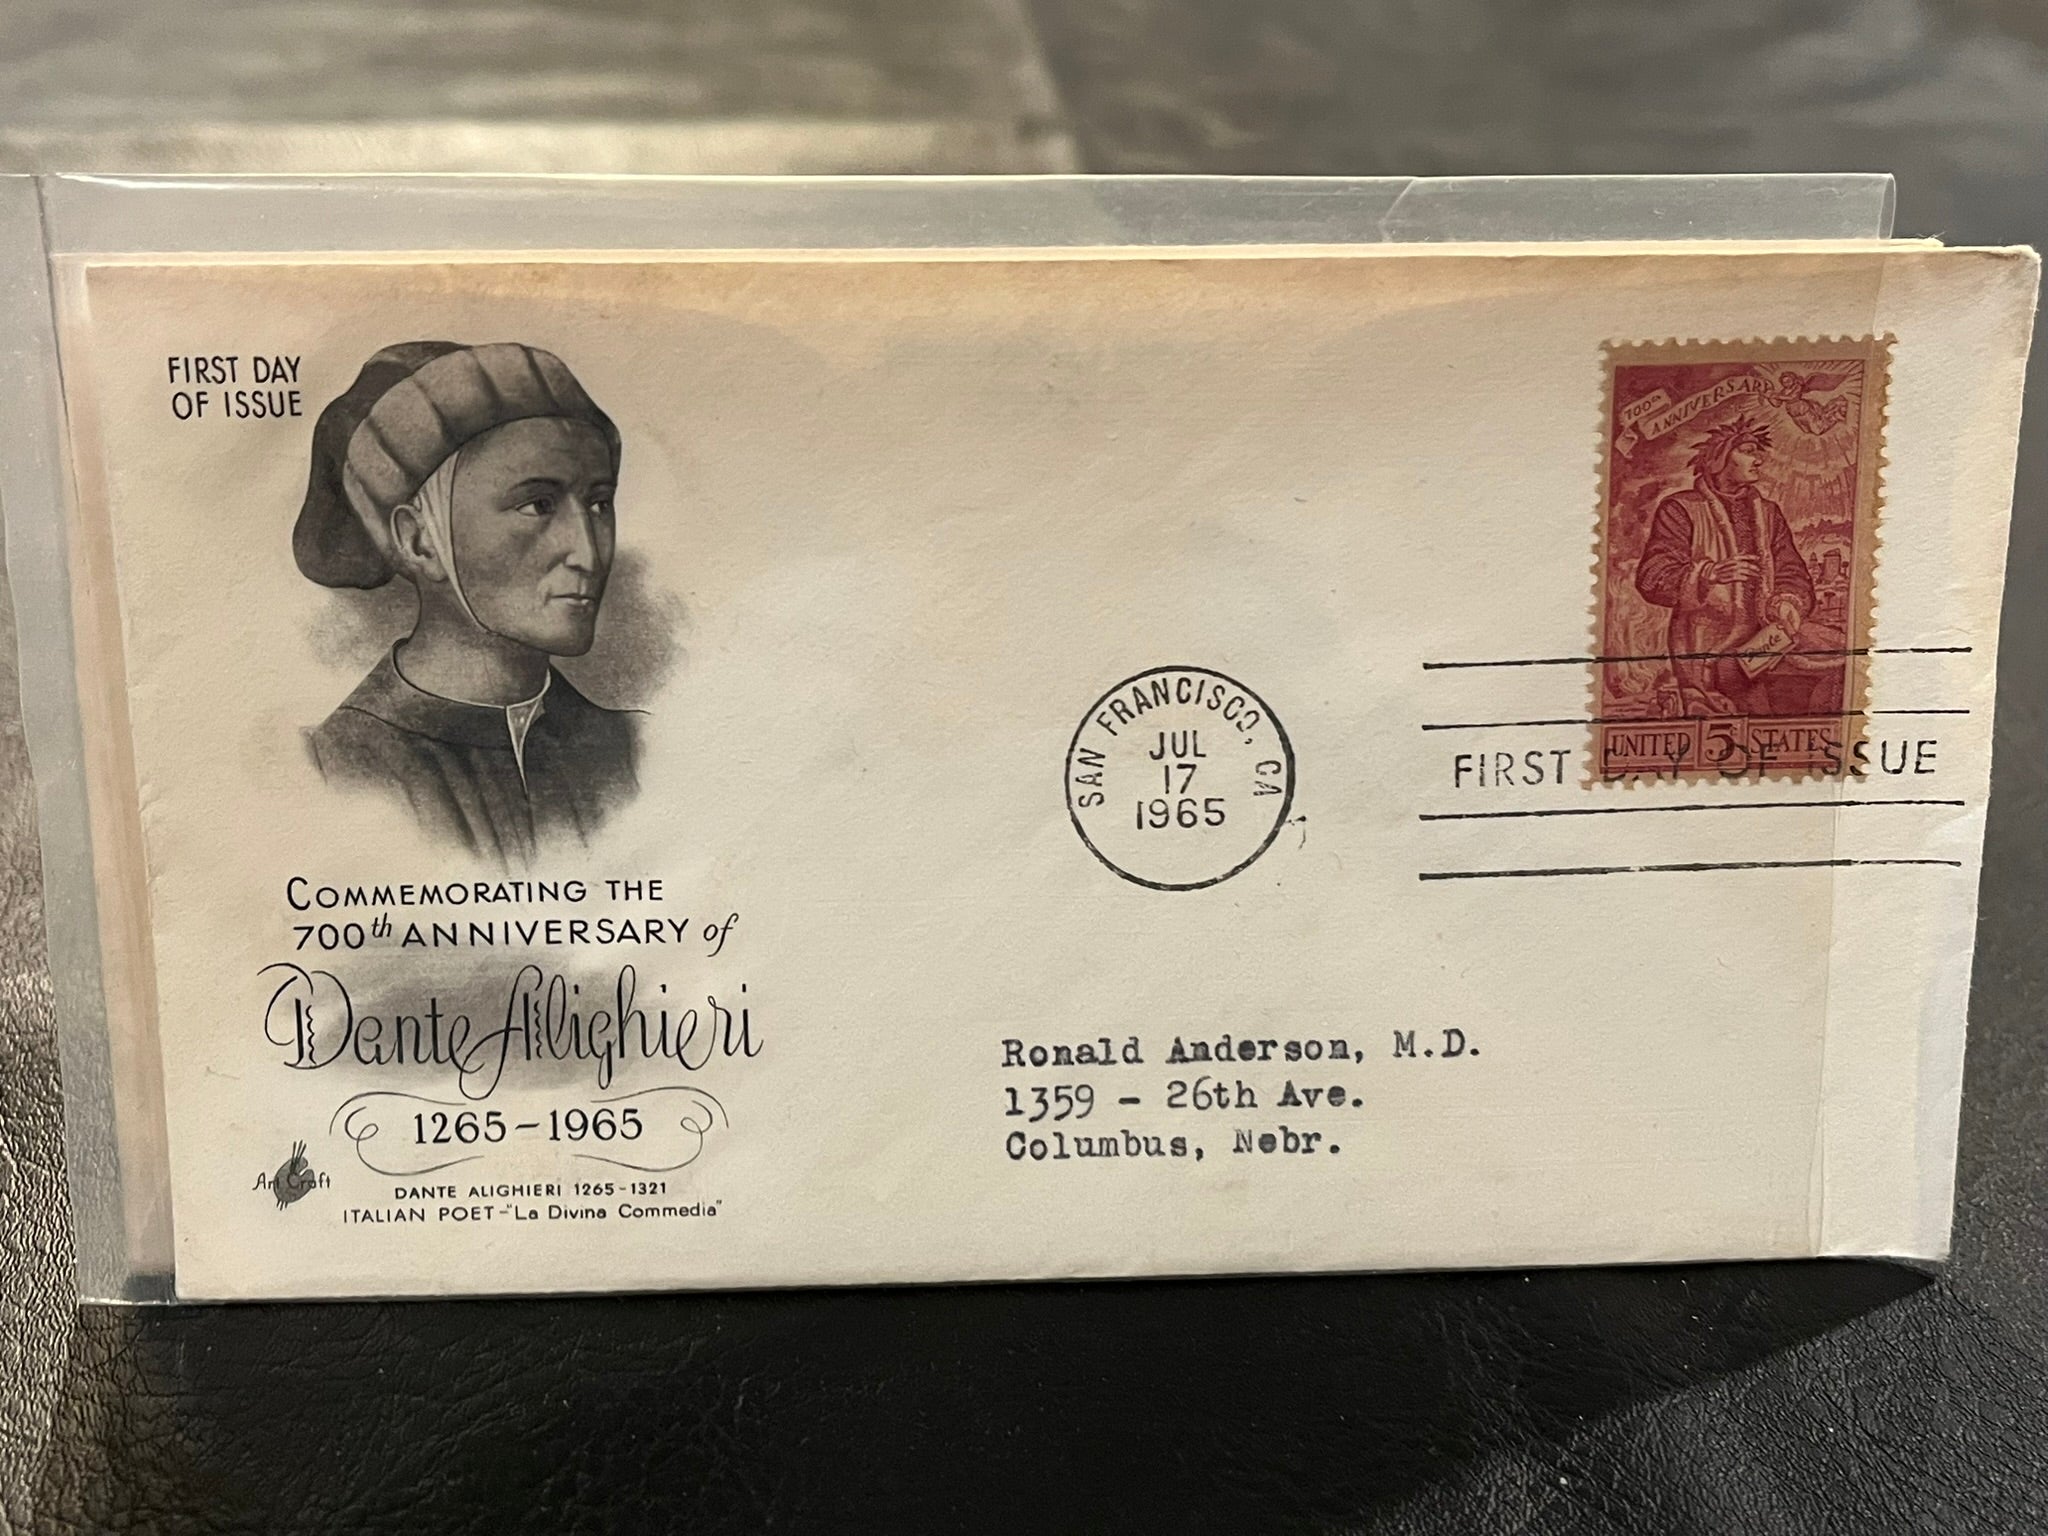 FIRST DAY
OF ISSUE
COMMEMORATING THE
700th ANNIVERSARY of
Dante Alighieri
1265-1965
Art Craft
DANTE ALIGHIERI 1265-1321
ITALIAN POET-"La Divina Commedia"
SAN FRANCISCO, CA
JUL
17
1965
700th
ANNIVERSARY
Dante
UNITED 5¢ STATES
FIRST DAY OF ISSUE
Ronald Anderson, M.D.
1359 - 26th Ave.
Columbus, Nebr.